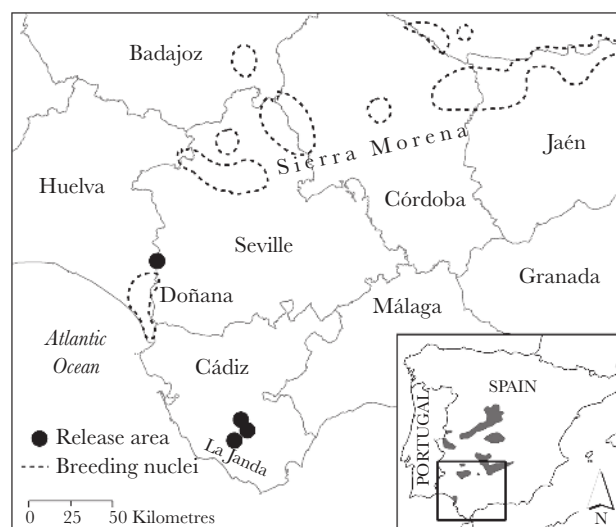 Badajoz
Sierra Morena
Jaén
Huelva
Córdoba
Seville
Granada
Doñana
Málaga
Atlantic
Ocean
Cádiz
SPAIN
PORTUGAL
Release area
La Janda
Breeding nuclei
0 25 50 Kilometres
N